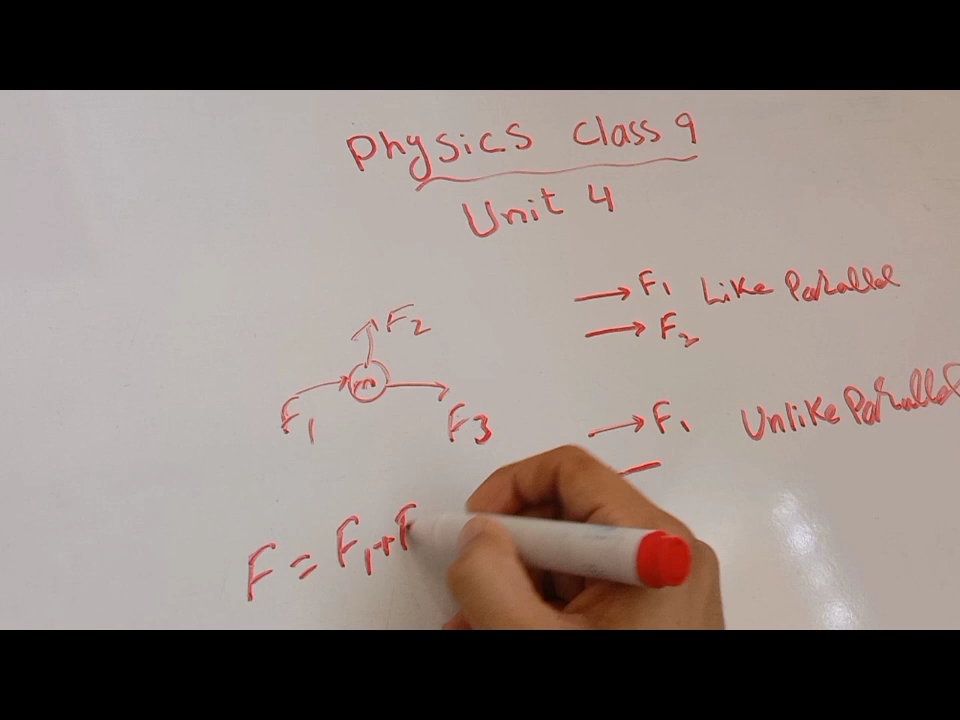 Physics Class 9
Unit 4
F1 Like Parallel
F2
F2
m
F1
F3
F1 Unlike Parallel
F = F1+F